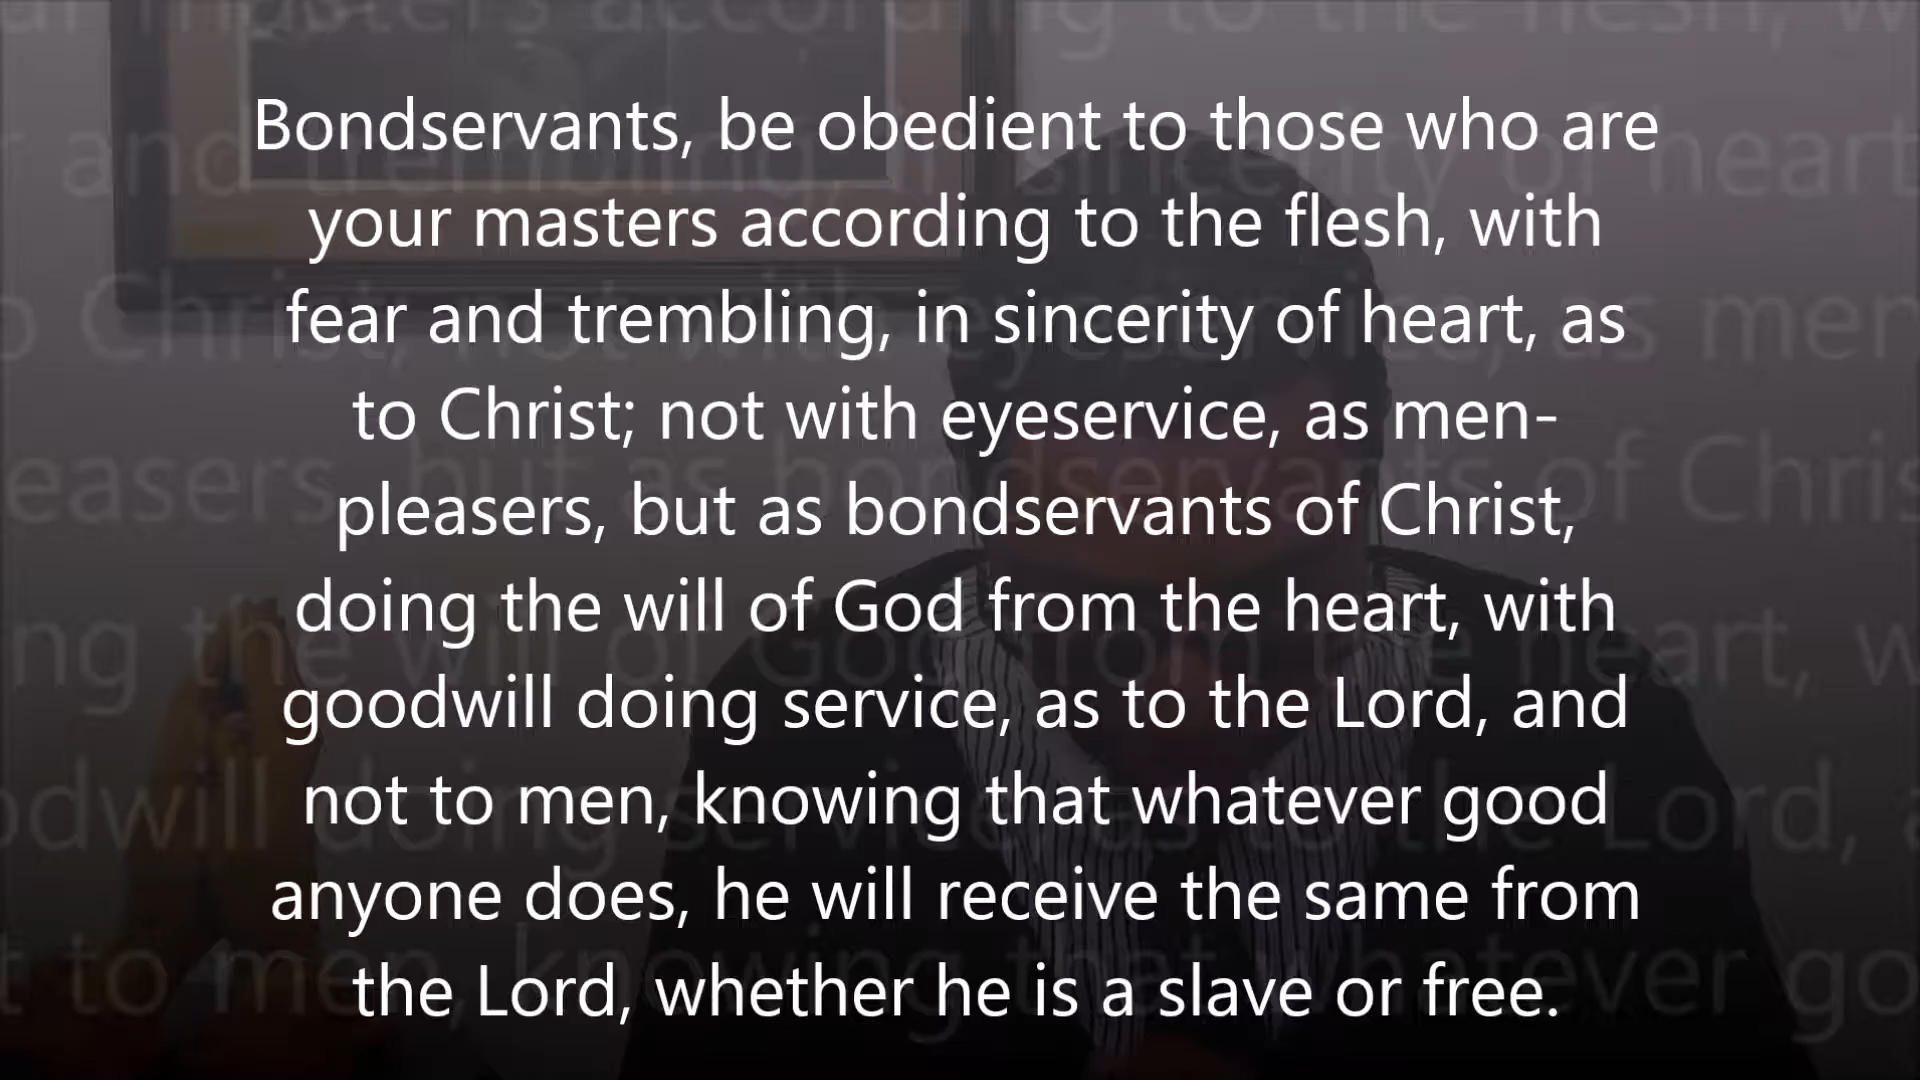 Bondservants, be obedient to those who are
your masters according to the flesh, with
fear and trembling, in sincerity of heart, as
to Christ; not with eyeservice, as men-
pleasers, but as bondservants of Christ,
doing the will of God from the heart, with
goodwill doing service, as to the Lord, and
not to men, knowing that whatever good
anyone does, he will receive the same from
the Lord, whether he is a slave or free.